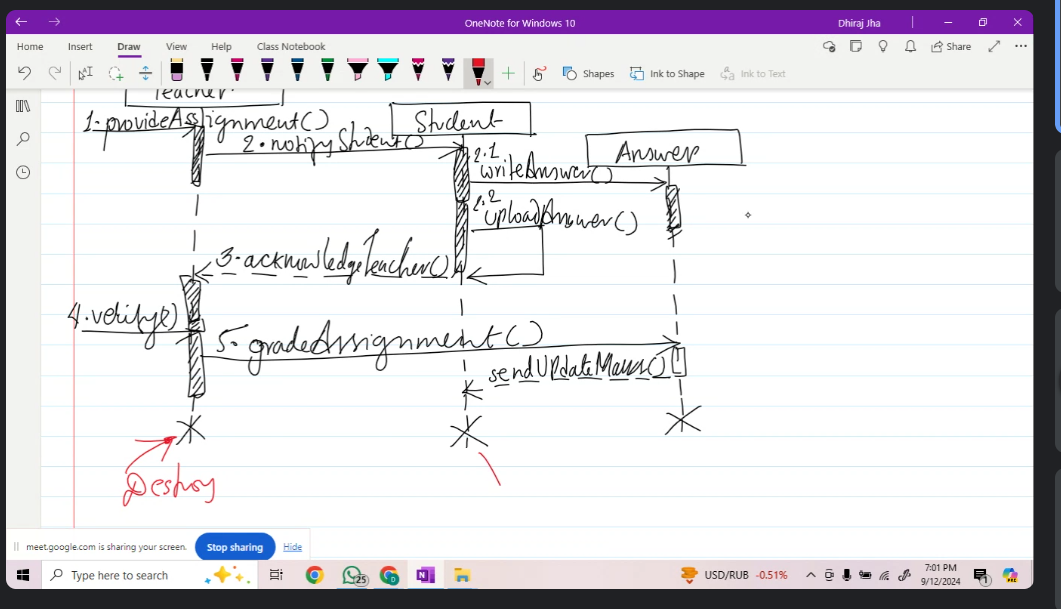 OneNote for Windows 10
Dhiraj Jha
Home Insert Draw View Help Class Notebook
Share
Shapes
Ink to Shape
Ink to Text
Teacher
1. provideAssignment()
Student
2. notifyStudent()
Answer
2.1
writeAnswer()
2.2
uploadAnswer()
3. acknowledgeTeacher()
4. verify()
5. gradeAssignment()
Destroy
meet.google.com is sharing your screen.
Stop sharing
Hide
Type here to search
25
USD/RUB -0.51%
7:01 PM
9/12/2024
1
PRE